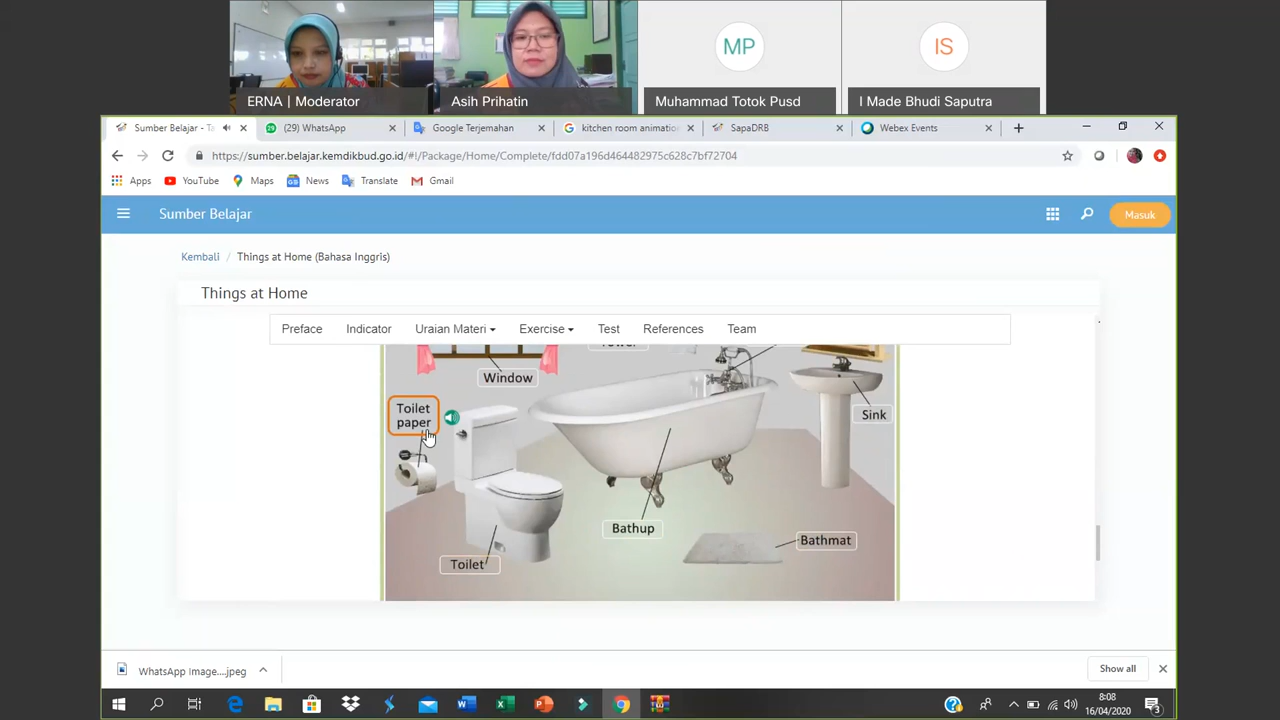 MP
IS
ERNA | Moderator
Asih Prihatin
Muhammad Totok Pusd
I Made Bhudi Saputra
Sumber Belajar - Ta
(29) WhatsApp
Google Terjemahan
kitchen room animatio
SapaDRB
Webex Events
https://sumber.belajar.kemdikbud.go.id/#!/Package/Home/Complete/fdd07a196d464482975c628c7bf72704
Apps
YouTube
Maps
News
Translate
Gmail
Sumber Belajar
Masuk
Kembali / Things at Home (Bahasa Inggris)
Things at Home
Preface
Indicator
Uraian Materi
Exercise
Test
References
Team
Window
Toilet
paper
Sink
Bathup
Bathmat
Toilet
WhatsApp Image....jpeg
Show all
8:08
16/04/2020
3